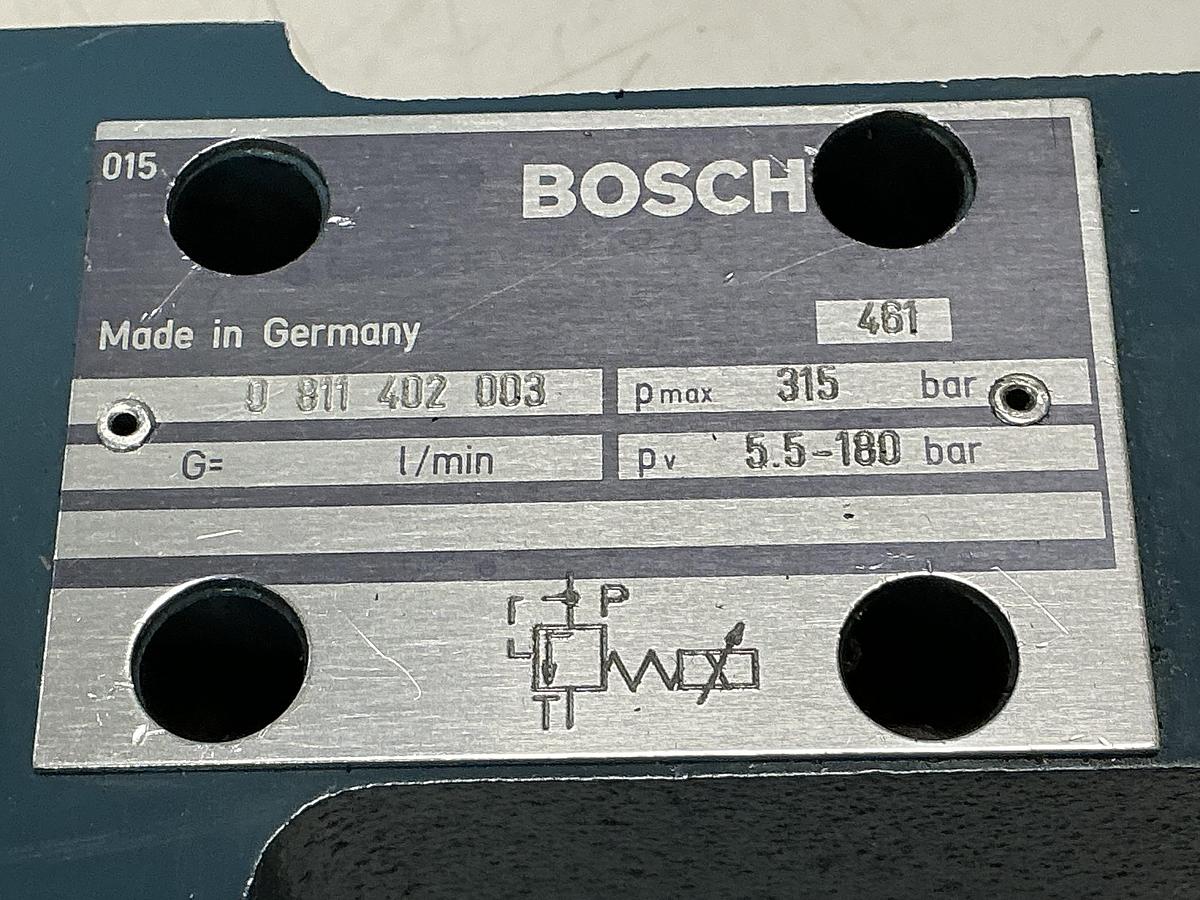 015
BOSCH
Made in Germany
461
0 811 402 003
pmax 315 bar
G= l/min
pv 5.5-180 bar
P
T